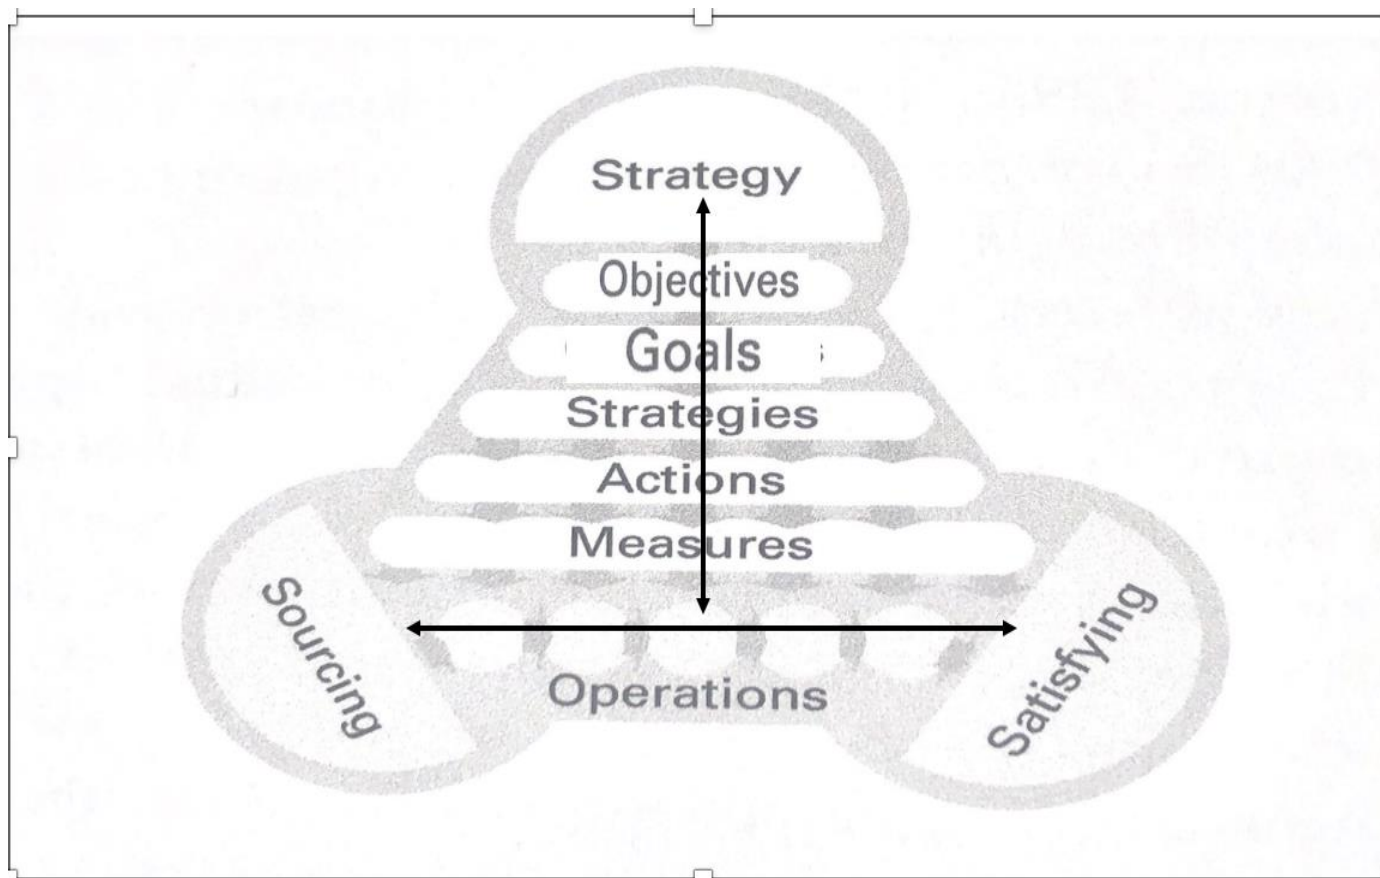 Strategy
Objectives
Goals
Strategies
Actions
Measures
Sourcing
Satisfying
Operations